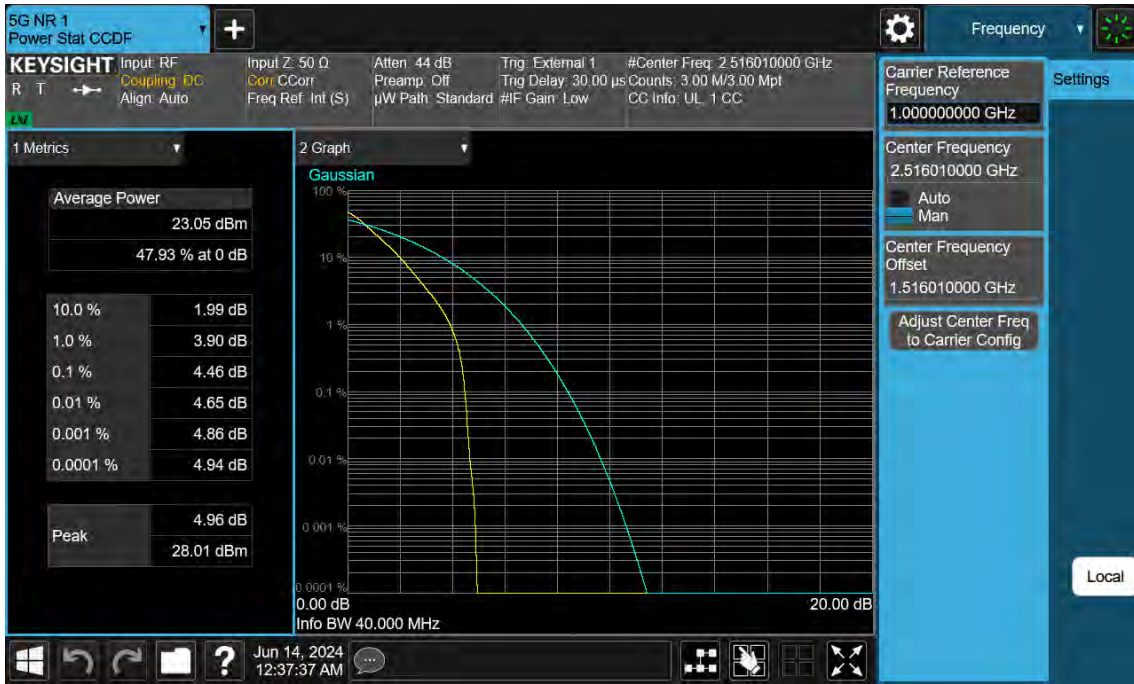 5G NR 1
Power Stat CCDF
+
Frequency
KEYSIGHT
R T
LNI
Input: RF
Coupling: DC
Align: Auto
Input Z: 50 Ω
Corr CCorr
Freq Ref: Int (S)
Atten: 44 dB
Preamp: Off
µW Path: Standard
Trig: External 1
Trig Delay: 30.00 µs
#IF Gain: Low
#Center Freq: 2.516010000 GHz
Counts: 3.00 M/3.00 Mpt
CC Info: UL, 1 CC
1 Metrics
Average Power
23.05 dBm
47.93 % at 0 dB
10.0 % 1.99 dB
1.0 % 3.90 dB
0.1 % 4.46 dB
0.01 % 4.65 dB
0.001 % 4.86 dB
0.0001 % 4.94 dB
Peak
4.96 dB
28.01 dBm
2 Graph
Gaussian
100 %
10 %
1 %
0.1 %
0.01 %
0.001 %
0.0001 %
0.00 dB 20.00 dB
Info BW 40.000 MHz
Carrier Reference
Frequency
1.000000000 GHz
Center Frequency
2.516010000 GHz
Auto
Man
Center Frequency
Offset
1.516010000 GHz
Adjust Center Freq
to Carrier Config
Settings
Local
?
Jun 14, 2024
12:37:37 AM